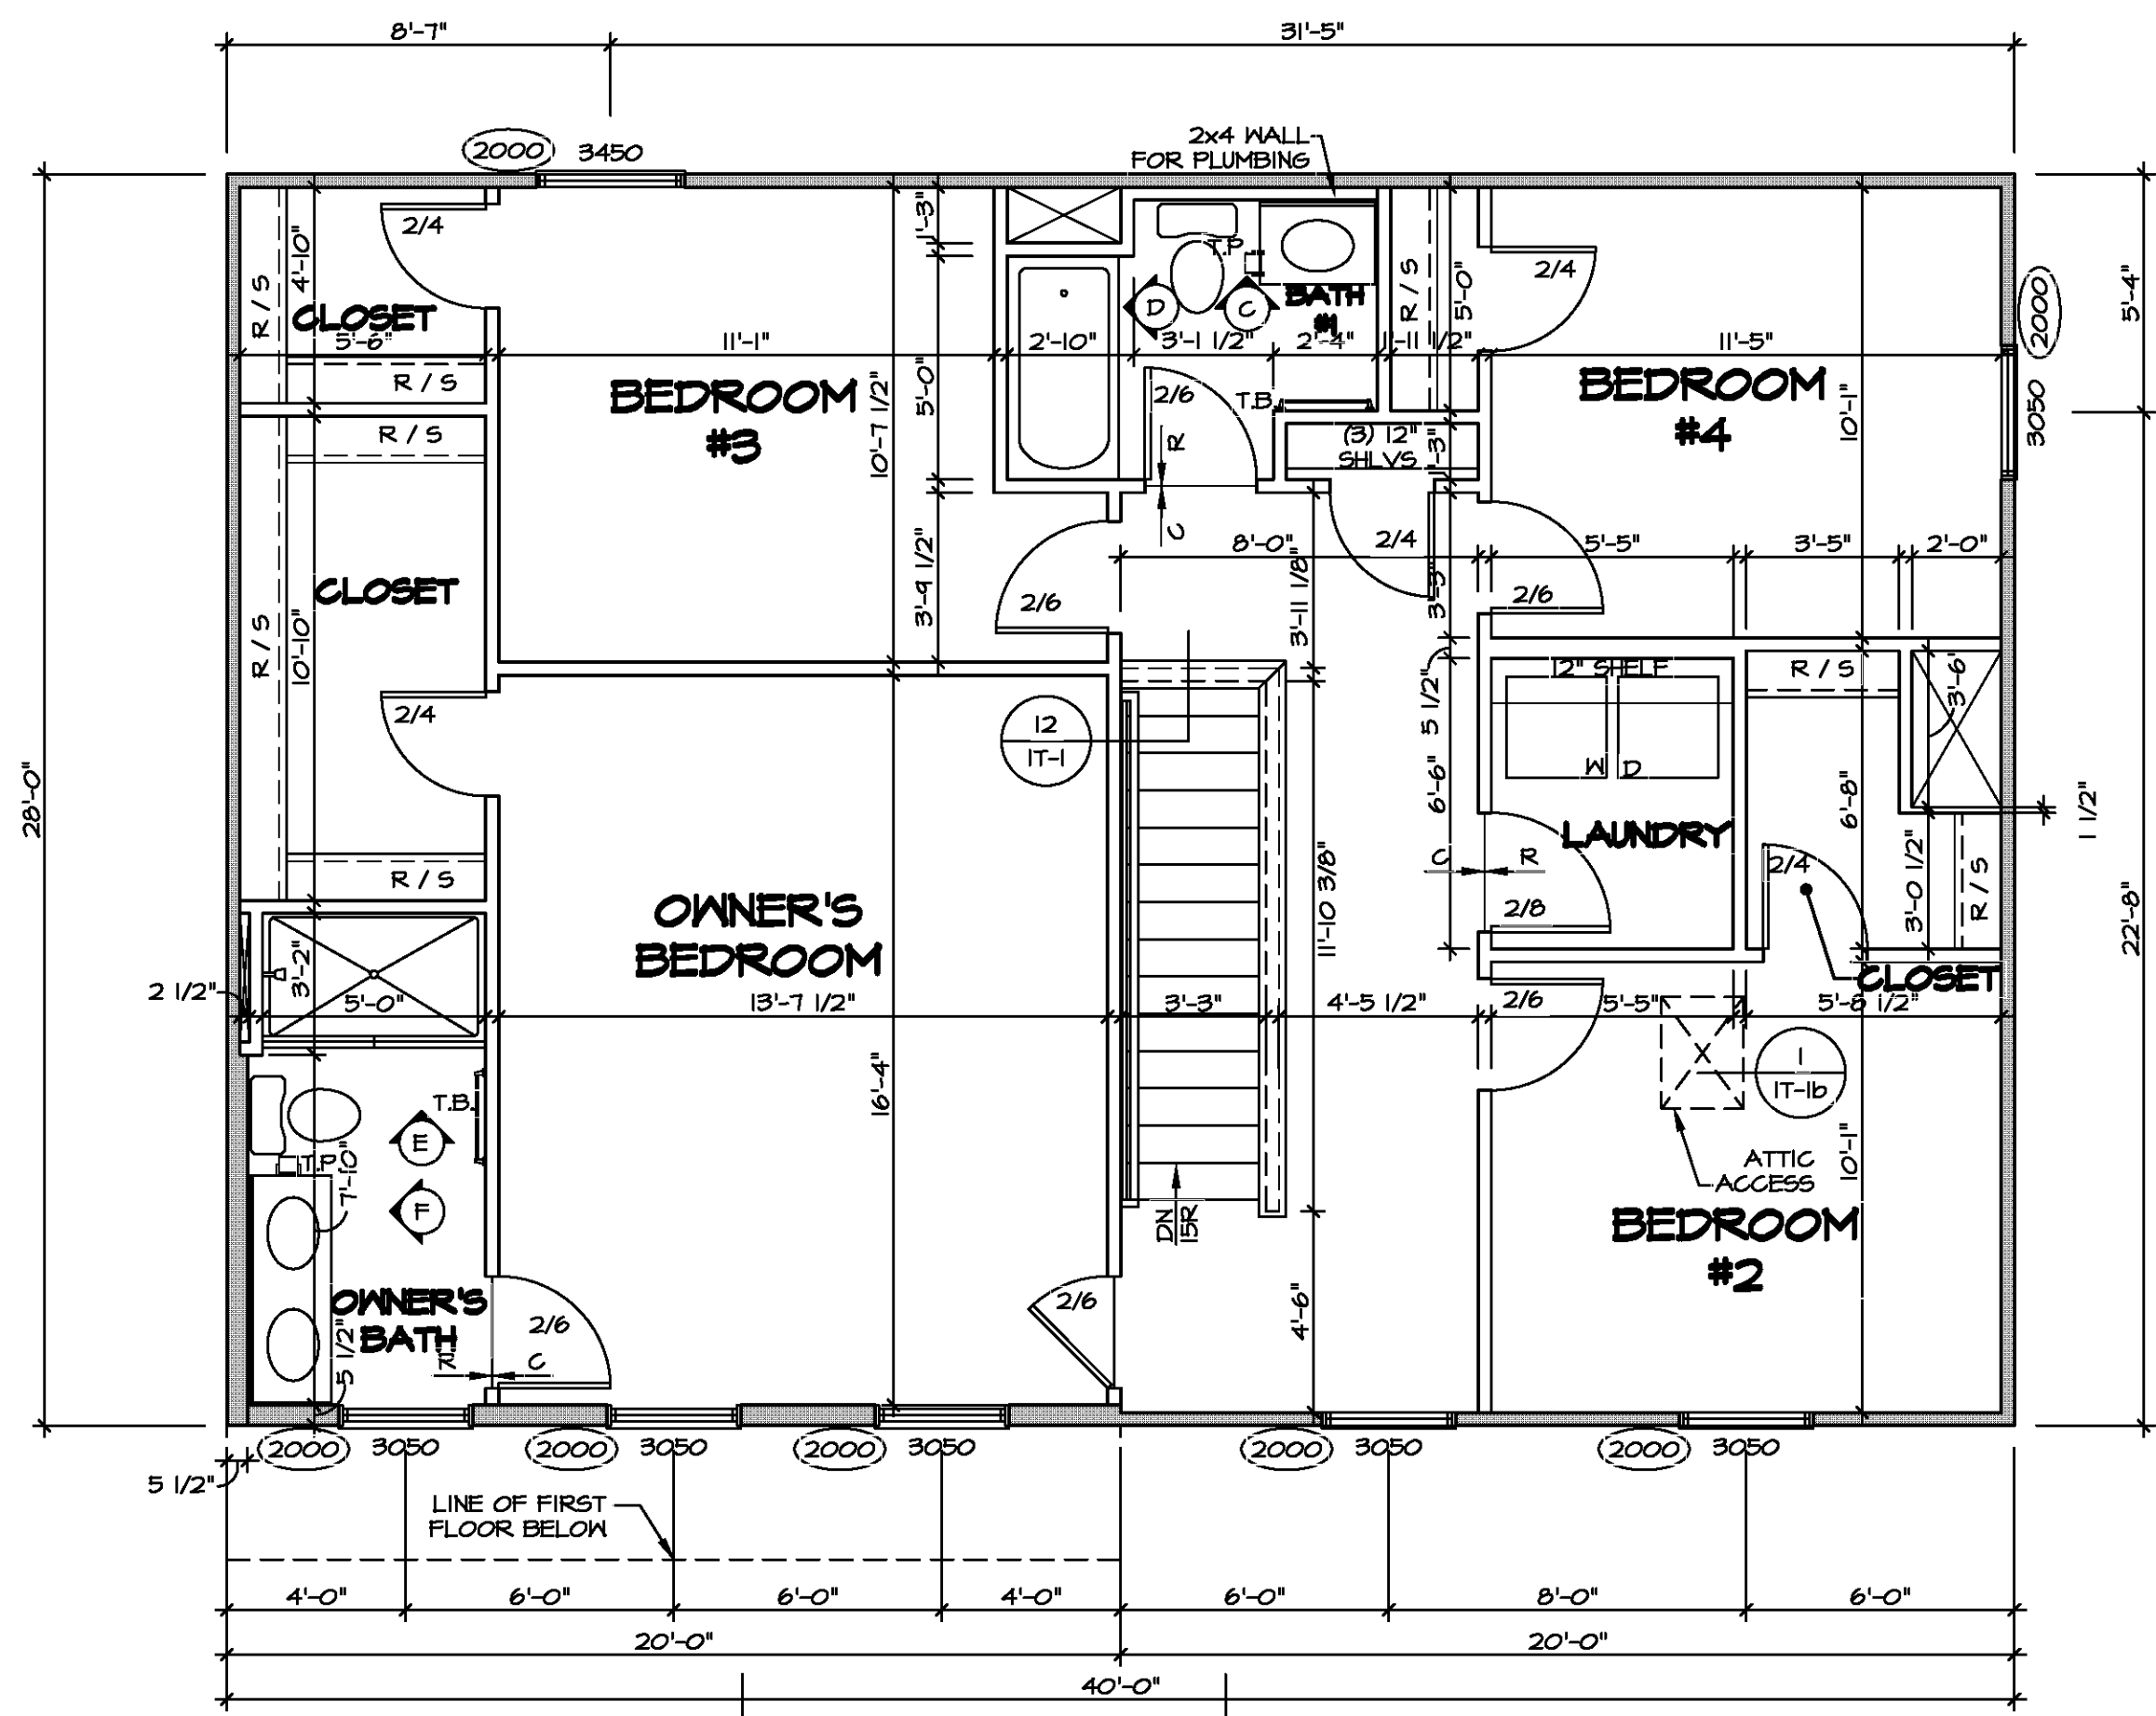 8'-7"
31'-5"
2x4 WALL
FOR PLUMBING
2000
3450
2/4
4'-10"
R / S
CLOSET
5'-6"
R / S
1'-3"
T.P.
D
C
BATH
#1
R / S
5'-0"
2/4
2000
5'-4"
11'-1"
2'-10"
3'-1 1/2"
2'-4"
1'-11 1/2"
11'-5"
BEDROOM
#3
10'-7 1/2"
5'-0"
2/6
T.B.
R
C
(3) 12"
SHLVS
1'-3"
BEDROOM
#4
10'-1"
3050
R / S
CLOSET
R / S
10'-10"
3'-9 1/2"
2/6
8'-0"
2/4
3'-11 1/8"
3'-3"
5'-5"
3'-5"
2'-0"
2/6
28'-0"
2/4
12
IT-1
5 1/2"
12" SHELF
R / S
3'-6"
W
D
6'-6"
6'-8"
1 1/2"
LAUNDRY
R / S
OWNER'S
BEDROOM
11'-10 3/8"
C
R
2/8
2/4
3'-0 1/2"
R / S
22'-8"
CLOSET
2 1/2"
3'-2"
5'-0"
13'-7 1/2"
3'-3"
4'-5 1/2"
2/6
5'-5"
5'-8 1/2"
16'-4"
1
IT-1b
T.B.
E
T.P.
7'-10"
F
10'-1"
ATTIC
ACCESS
DN
15R
BEDROOM
#2
OWNER'S
BATH
5 1/2"
R
C
2/6
2/6
4'-6"
2000
3050
2000
3050
2000
3050
2000
3050
2000
3050
5 1/2"
LINE OF FIRST
FLOOR BELOW
4'-0"
6'-0"
6'-0"
4'-0"
6'-0"
8'-0"
6'-0"
20'-0"
20'-0"
40'-0"